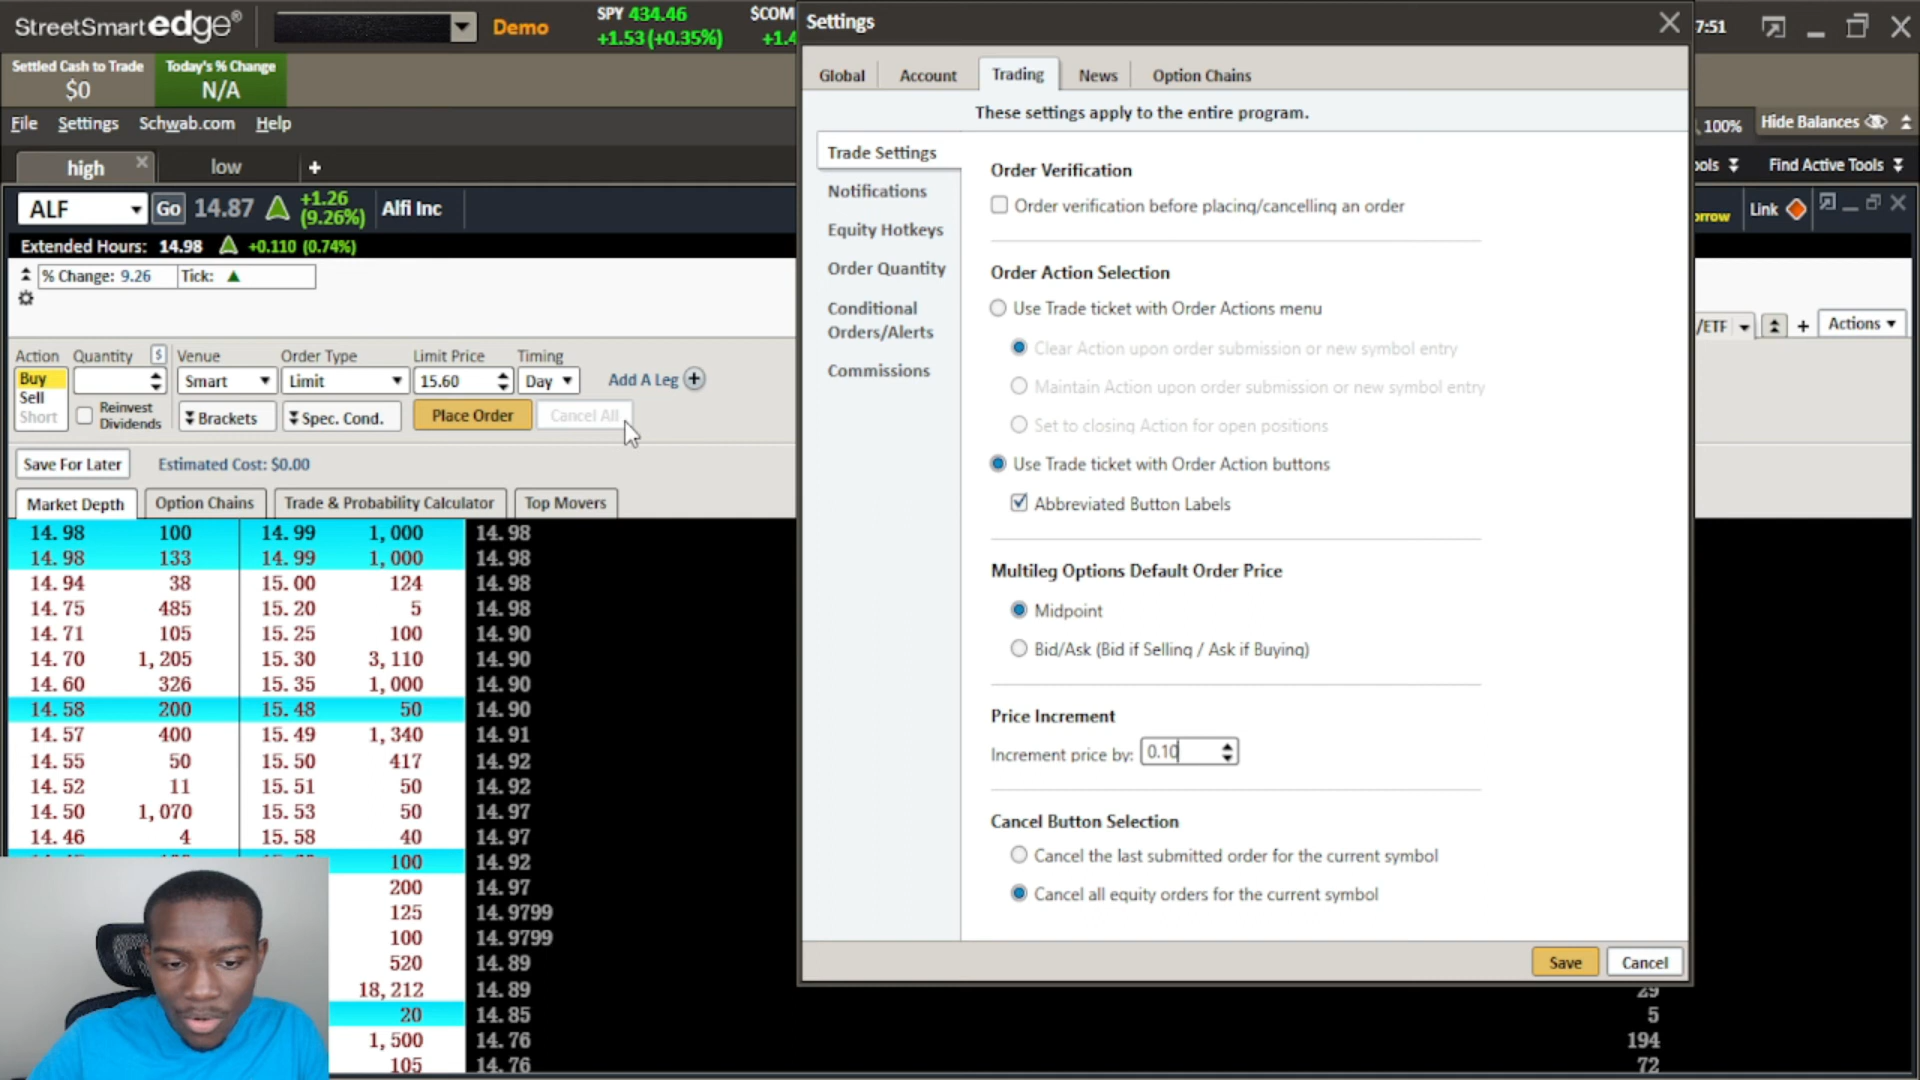 StreetSmart edge®
Demo
SPY 434.46
+1.53 (+0.35%)
$COM
+1.4
7:51
Settled Cash to Trade
$0
Today's % Change
N/A
File Settings Schwab.com Help
100%
Hide Balances
high
low
+
ools
Find Active Tools
ALF
Go
14.87
+1.26
(9.26%)
Alfi Inc
orrow
Link
Extended Hours: 14.98 +0.110 (0.74%)
% Change: 9.26
Tick:
/ETF
+
Actions
Action
Quantity
$
Venue
Order Type
Limit Price
Timing
Buy
Sell
Short
Smart
Limit
15.60
Day
Add A Leg
Reinvest
Dividends
Brackets
Spec. Cond.
Place Order
Cancel All
Save For Later
Estimated Cost: $0.00
Market Depth
Option Chains
Trade & Probability Calculator
Top Movers
14.98 100 14.99 1,000 14.98
14.98 133 14.99 1,000 14.98
14.94 38 15.00 124 14.98
14.75 485 15.20 5 14.98
14.71 105 15.25 100 14.90
14.70 1,205 15.30 3,110 14.90
14.60 326 15.35 1,000 14.90
14.58 200 15.48 50 14.90
14.57 400 15.49 1,340 14.91
14.55 50 15.50 417 14.92
14.52 11 15.51 50 14.92
14.50 1,070 15.53 50 14.97
14.46 4 15.58 40 14.97
100 14.92
200 14.97
125 14.9799
100 14.9799
520 14.89
18,212 14.89
20 14.85
1,500 14.76
105 14.76
29
5
194
72
Settings
Global
Account
Trading
News
Option Chains
These settings apply to the entire program.
Trade Settings
Notifications
Equity Hotkeys
Order Quantity
Conditional
Orders/Alerts
Commissions
Order Verification
Order verification before placing/cancelling an order
Order Action Selection
Use Trade ticket with Order Actions menu
Clear Action upon order submission or new symbol entry
Maintain Action upon order submission or new symbol entry
Set to closing Action for open positions
Use Trade ticket with Order Action buttons
Abbreviated Button Labels
Multileg Options Default Order Price
Midpoint
Bid/Ask (Bid if Selling / Ask if Buying)
Price Increment
Increment price by: 0.10
Cancel Button Selection
Cancel the last submitted order for the current symbol
Cancel all equity orders for the current symbol
Save
Cancel